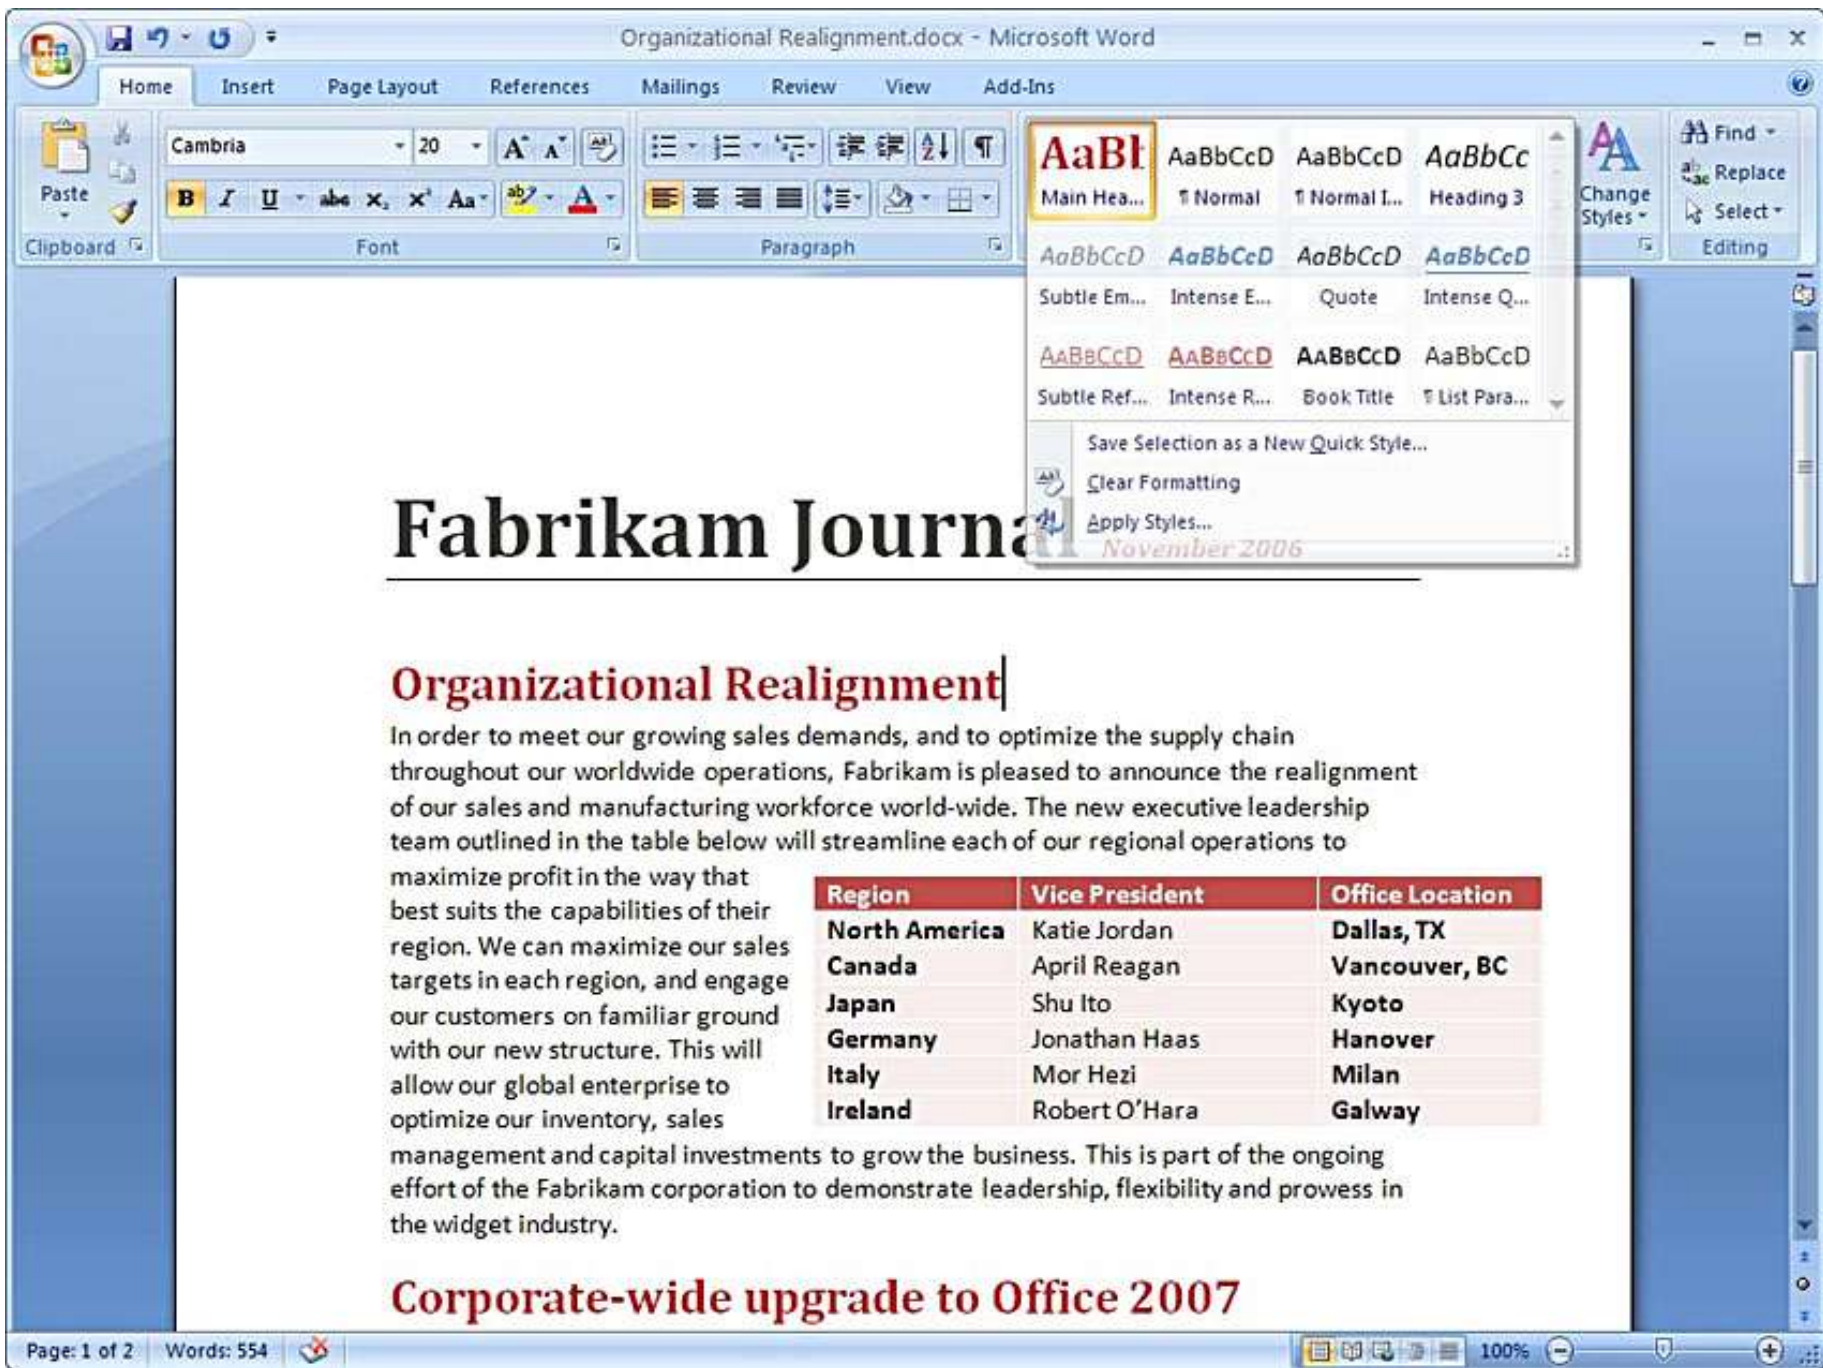 Organizational Realignment.docx - Microsoft Word
Home Insert Page Layout References Mailings Review View Add-Ins
Paste
Clipboard
Cambria 20
B I U abc x₂ x² Aa ab A
Font
Paragraph
AaBl AaBbCcD AaBbCcD AaBbCc
Main Hea... ¶ Normal ¶ Normal I... Heading 3
AaBbCcD AaBbCcD AaBbCcD AaBbCcD
Subtle Em... Intense E... Quote Intense Q...
AABBCCD AABBCCD AABBCCD AaBbCcD
Subtle Ref... Intense R... Book Title ¶ List Para...
Save Selection as a New Quick Style...
Clear Formatting
Apply Styles...
Change
Styles
Find
Replace
Select
Editing
Fabrikam Journal November 2006
Organizational Realignment
In order to meet our growing sales demands, and to optimize the supply chain
throughout our worldwide operations, Fabrikam is pleased to announce the realignment
of our sales and manufacturing workforce world-wide. The new executive leadership
team outlined in the table below will streamline each of our regional operations to
maximize profit in the way that
best suits the capabilities of their
region. We can maximize our sales
targets in each region, and engage
our customers on familiar ground
with our new structure. This will
allow our global enterprise to
optimize our inventory, sales
Region Vice President Office Location
North America Katie Jordan Dallas, TX
Canada April Reagan Vancouver, BC
Japan Shu Ito Kyoto
Germany Jonathan Haas Hanover
Italy Mor Hezi Milan
Ireland Robert O'Hara Galway
management and capital investments to grow the business. This is part of the ongoing
effort of the Fabrikam corporation to demonstrate leadership, flexibility and prowess in
the widget industry.
Corporate-wide upgrade to Office 2007
Page: 1 of 2 Words: 554 100%